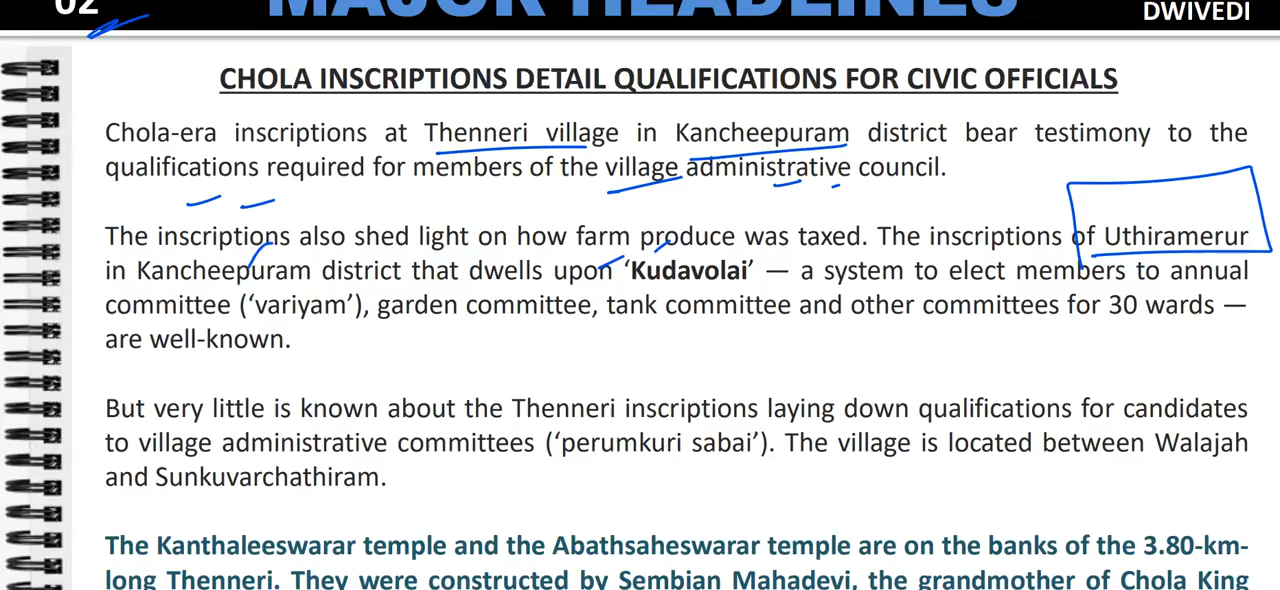 02
MAJOR HEADLINES
DWIVEDI
CHOLA INSCRIPTIONS DETAIL QUALIFICATIONS FOR CIVIC OFFICIALS
Chola-era inscriptions at Thenneri village in Kancheepuram district bear testimony to the
qualifications required for members of the village administrative council.
The inscriptions also shed light on how farm produce was taxed. The inscriptions of Uthiramerur
in Kancheepuram district that dwells upon ‘Kudavolai’ — a system to elect members to annual
committee (‘variyam’), garden committee, tank committee and other committees for 30 wards —
are well-known.
But very little is known about the Thenneri inscriptions laying down qualifications for candidates
to village administrative committees (‘perumkuri sabai’). The village is located between Walajah
and Sunkuvarchathiram.
The Kanthaleeswarar temple and the Abathsaheswarar temple are on the banks of the 3.80-km-
long Thenneri. They were constructed by Sembian Mahadevi, the grandmother of Chola King